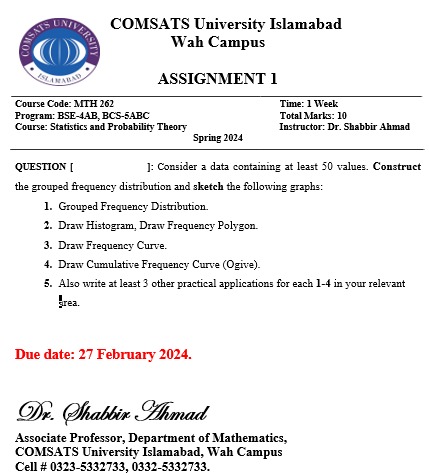 COMSATS University Islamabad
Wah Campus
COMSATS UNIVERSITY
ISLAMABAD
ASSIGNMENT 1
Course Code: MTH 262 Time: 1 Week
Program: BSE-4AB, BCS-5ABC Total Marks: 10
Course: Statistics and Probability Theory Instructor: Dr. Shabbir Ahmad
Spring 2024
QUESTION [ ]: Consider a data containing at least 50 values. Construct
the grouped frequency distribution and sketch the following graphs:
1. Grouped Frequency Distribution.
2. Draw Histogram, Draw Frequency Polygon.
3. Draw Frequency Curve.
4. Draw Cumulative Frequency Curve (Ogive).
5. Also write at least 3 other practical applications for each 1-4 in your relevant
area.
Due date: 27 February 2024.
Dr. Shabbir Ahmad
Associate Professor, Department of Mathematics,
COMSATS University Islamabad, Wah Campus
Cell # 0323-5332733, 0332-5332733.